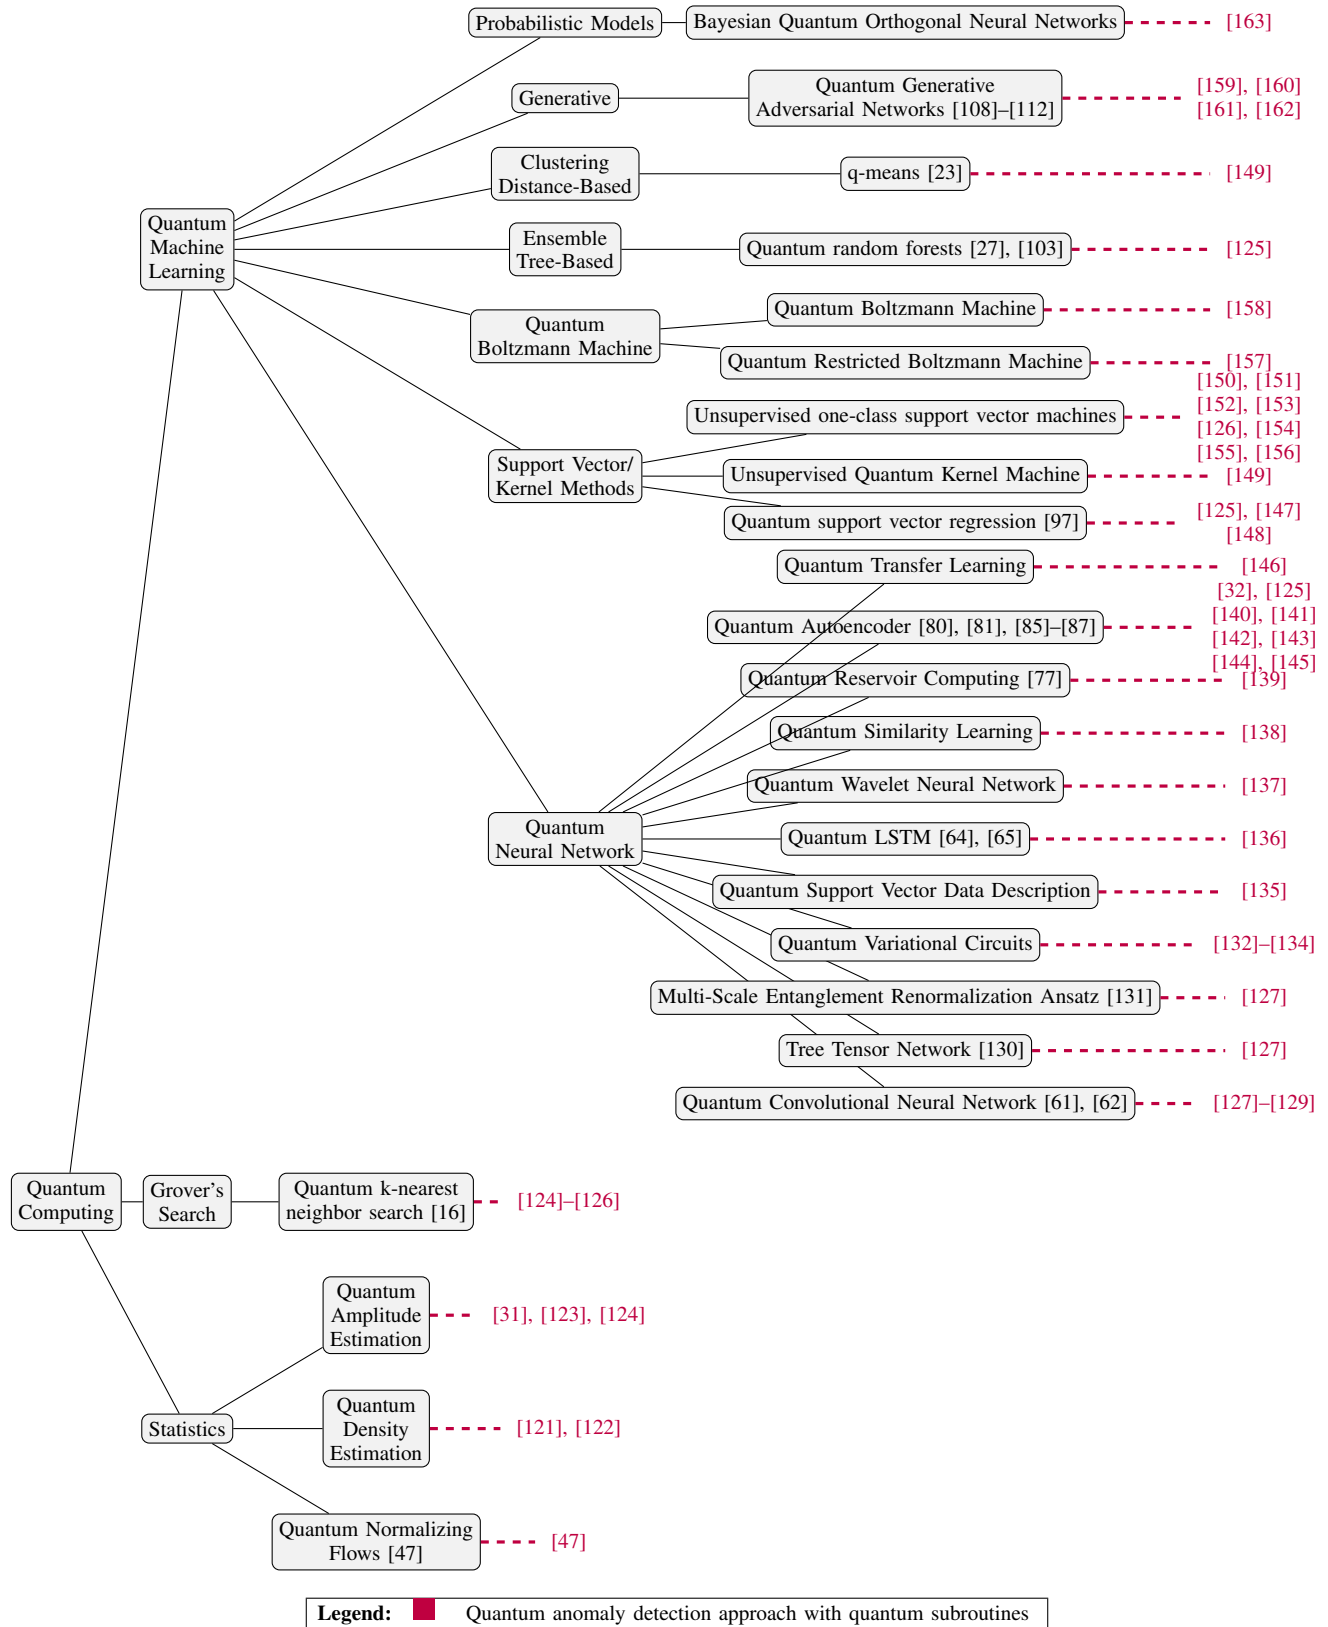 Probabilistic Models
Bayesian Quantum Orthogonal Neural Networks
[163]
Generative
Quantum Generative
Adversarial Networks [108]–[112]
[159], [160]
[161], [162]
Clustering
Distance-Based
q-means [23]
[149]
Quantum
Machine
Learning
Ensemble
Tree-Based
Quantum random forests [27], [103]
[125]
Quantum
Boltzmann Machine
Quantum Boltzmann Machine
[158]
Quantum Restricted Boltzmann Machine
[157]
Support Vector/
Kernel Methods
Unsupervised one-class support vector machines
[150], [151]
[152], [153]
[126], [154]
[155], [156]
Unsupervised Quantum Kernel Machine
[149]
Quantum support vector regression [97]
[125], [147]
[148]
Quantum
Neural Network
Quantum Transfer Learning
[146]
Quantum Autoencoder [80], [81], [85]–[87]
[32], [125]
[140], [141]
[142], [143]
[144], [145]
Quantum Reservoir Computing [77]
[139]
Quantum Similarity Learning
[138]
Quantum Wavelet Neural Network
[137]
Quantum LSTM [64], [65]
[136]
Quantum Support Vector Data Description
[135]
Quantum Variational Circuits
[132]–[134]
Multi-Scale Entanglement Renormalization Ansatz [131]
[127]
Tree Tensor Network [130]
[127]
Quantum Convolutional Neural Network [61], [62]
[127]–[129]
Quantum
Computing
Grover's
Search
Quantum k-nearest
neighbor search [16]
[124]–[126]
Statistics
Quantum
Amplitude
Estimation
[31], [123], [124]
Quantum
Density
Estimation
[121], [122]
Quantum Normalizing
Flows [47]
[47]
Legend: Quantum anomaly detection approach with quantum subroutines